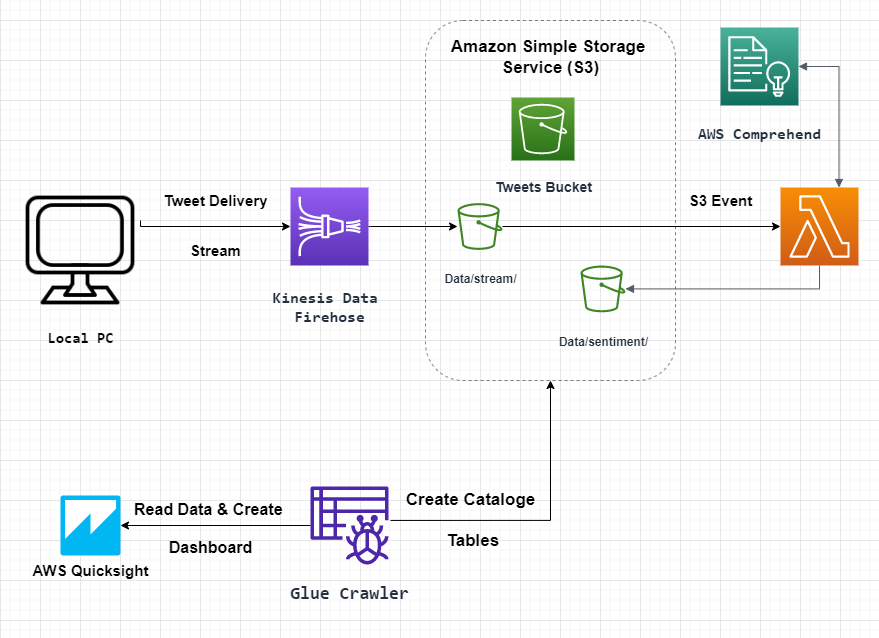 Amazon Simple Storage
Service (S3)
Tweets Bucket
AWS Comprehend
Tweet Delivery
Stream
S3 Event
Data/stream/
Kinesis Data
Firehose
Local PC
Data/sentiment/
Read Data & Create
Dashboard
Create Cataloge
Tables
AWS Quicksight
Glue Crawler